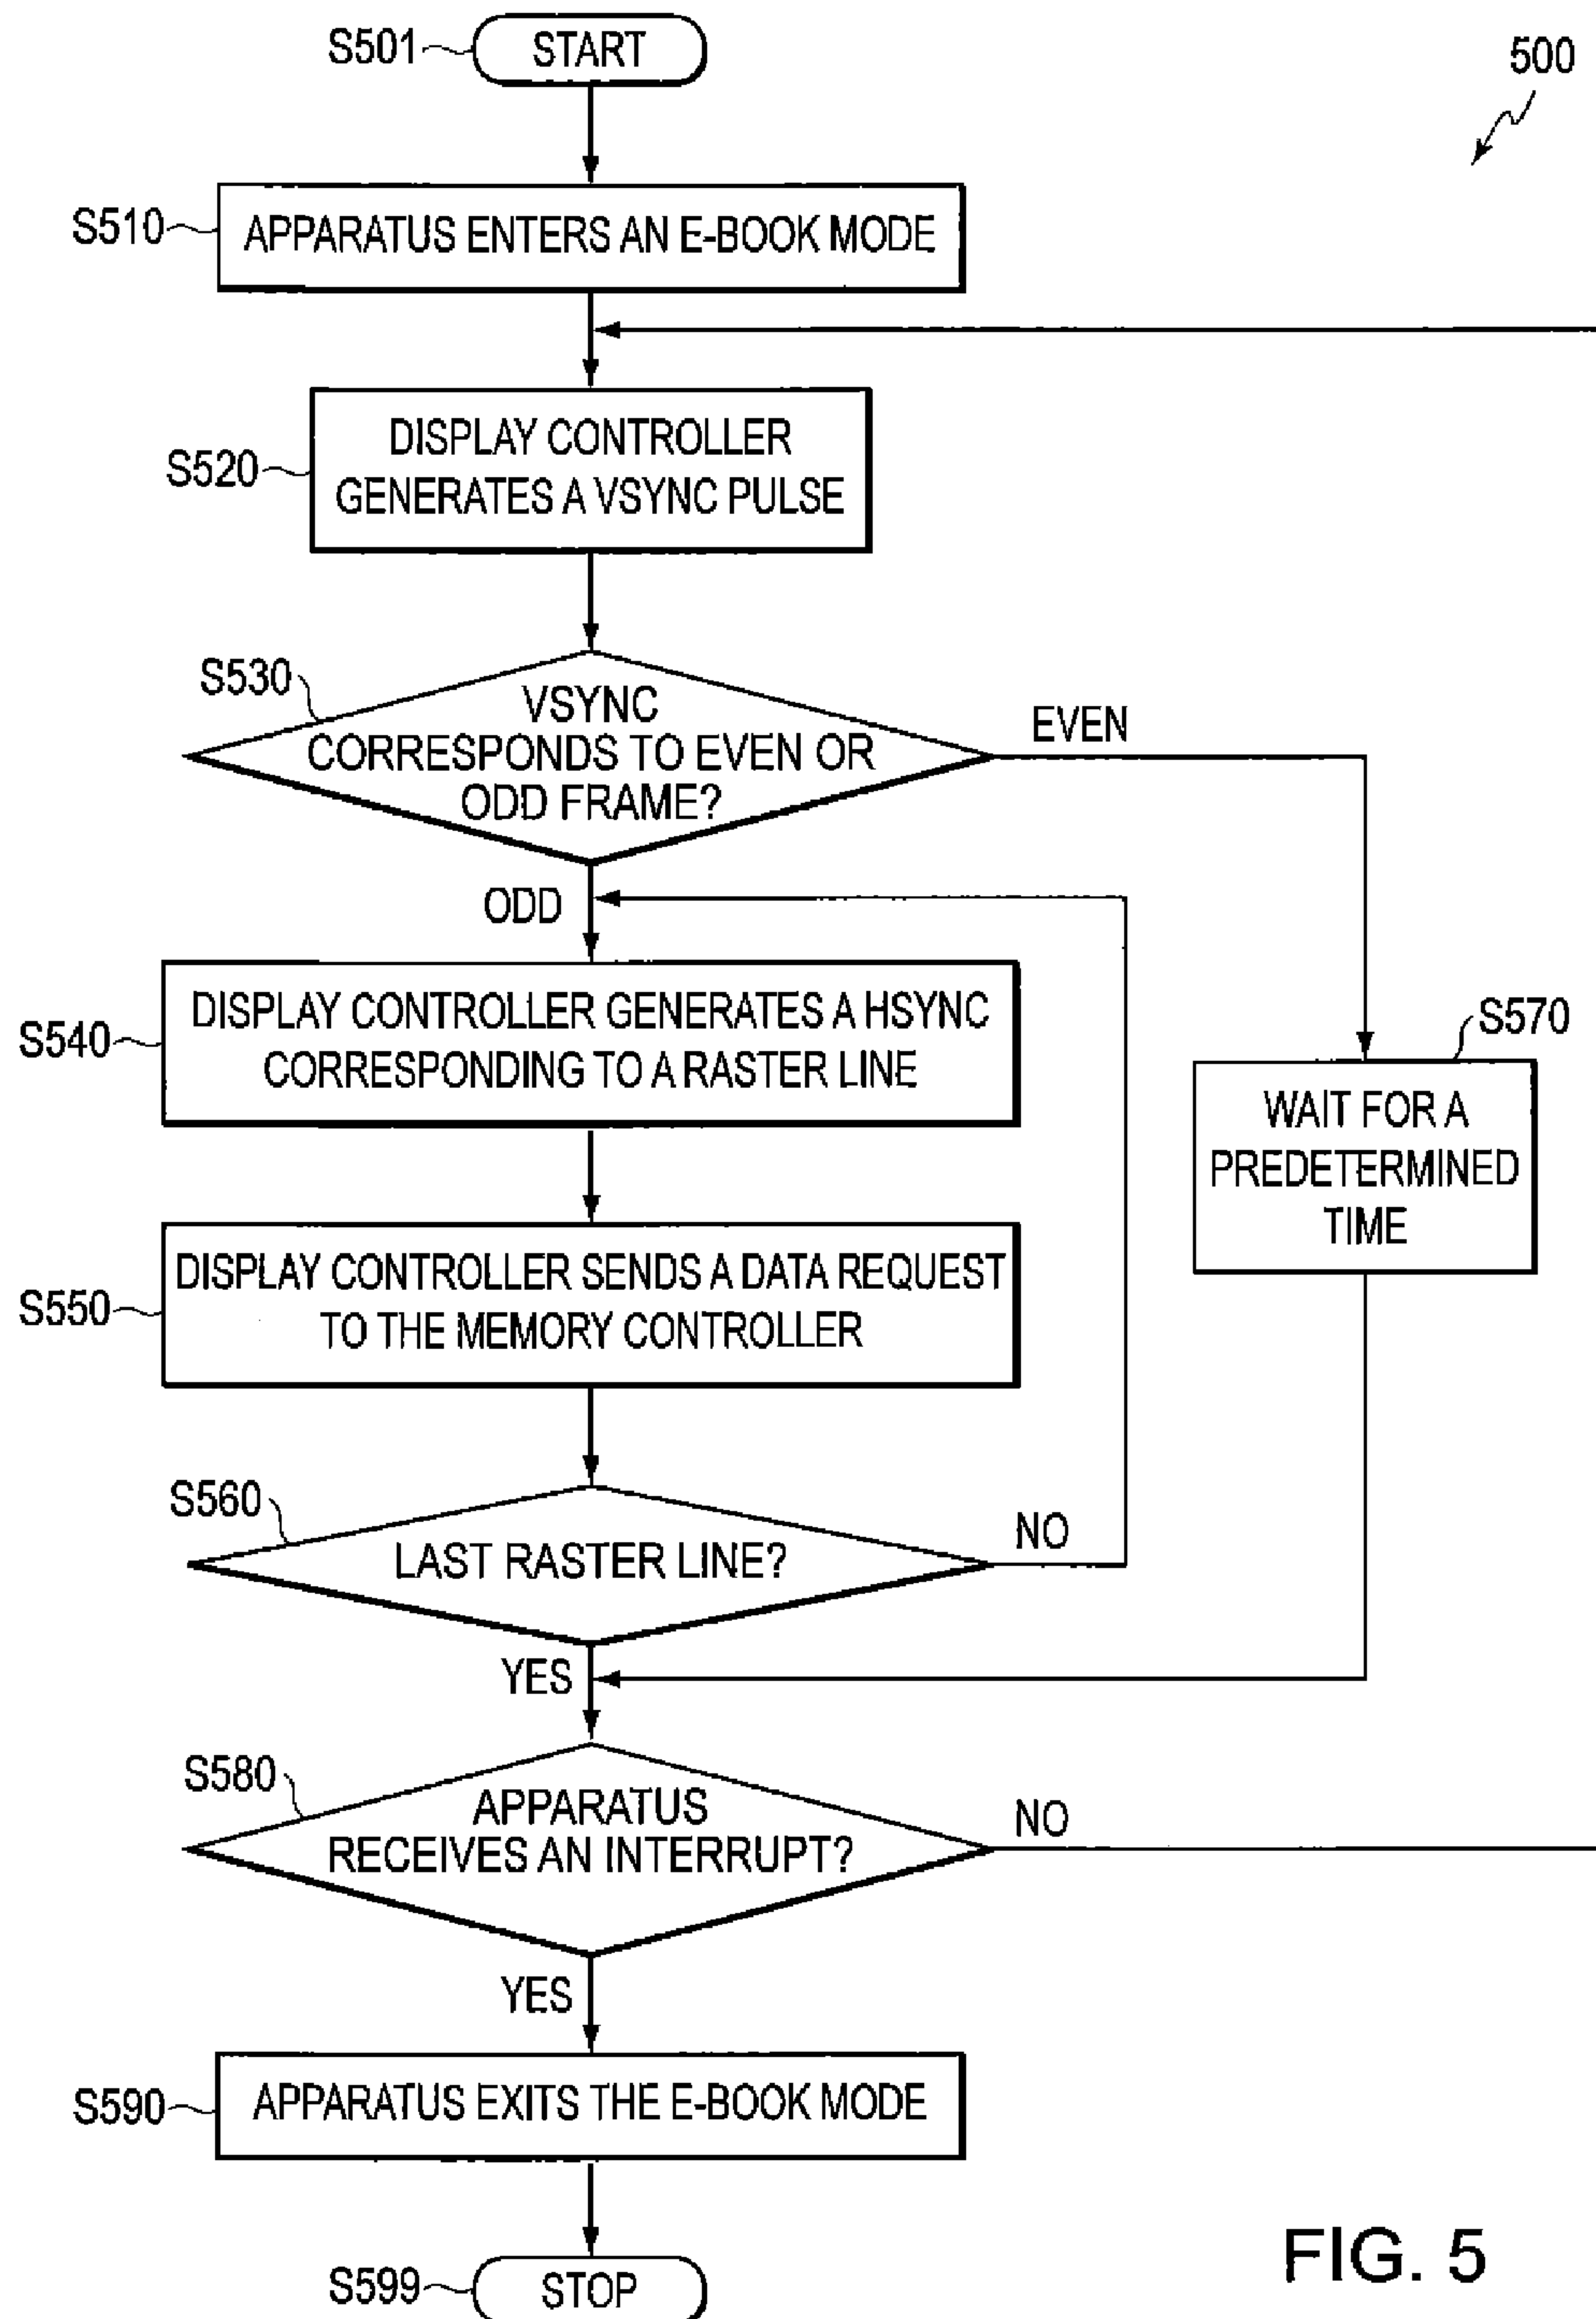 S501
START
500
S510
APPARATUS ENTERS AN E-BOOK MODE
S520
DISPLAY CONTROLLER
GENERATES A VSYNC PULSE
S530
VSYNC
CORRESPONDS TO EVEN OR
ODD FRAME?
EVEN
ODD
S540
DISPLAY CONTROLLER GENERATES A HSYNC
CORRESPONDING TO A RASTER LINE
S570
WAIT FOR A
PREDETERMINED
TIME
S550
DISPLAY CONTROLLER SENDS A DATA REQUEST
TO THE MEMORY CONTROLLER
S560
LAST RASTER LINE?
NO
YES
S580
APPARATUS
RECEIVES AN INTERRUPT?
NO
YES
S590
APPARATUS EXITS THE E-BOOK MODE
S599
STOP
FIG. 5